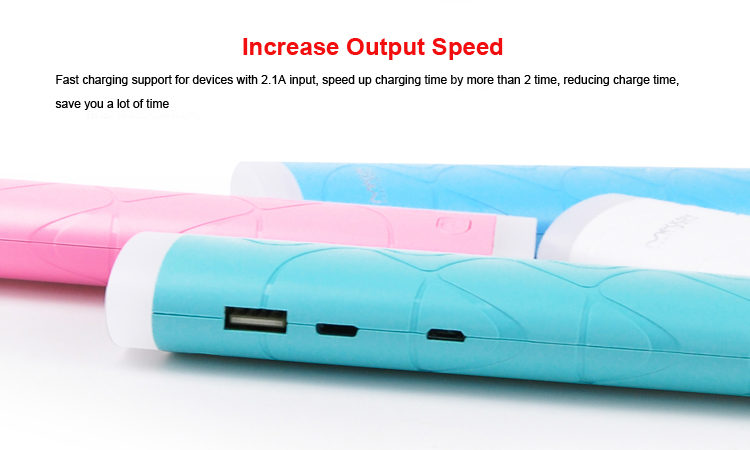 Increase Output Speed
Fast charging support for devices with 2.1A input, speed up charging time by more than 2 time, reducing charge time,
save you a lot of time